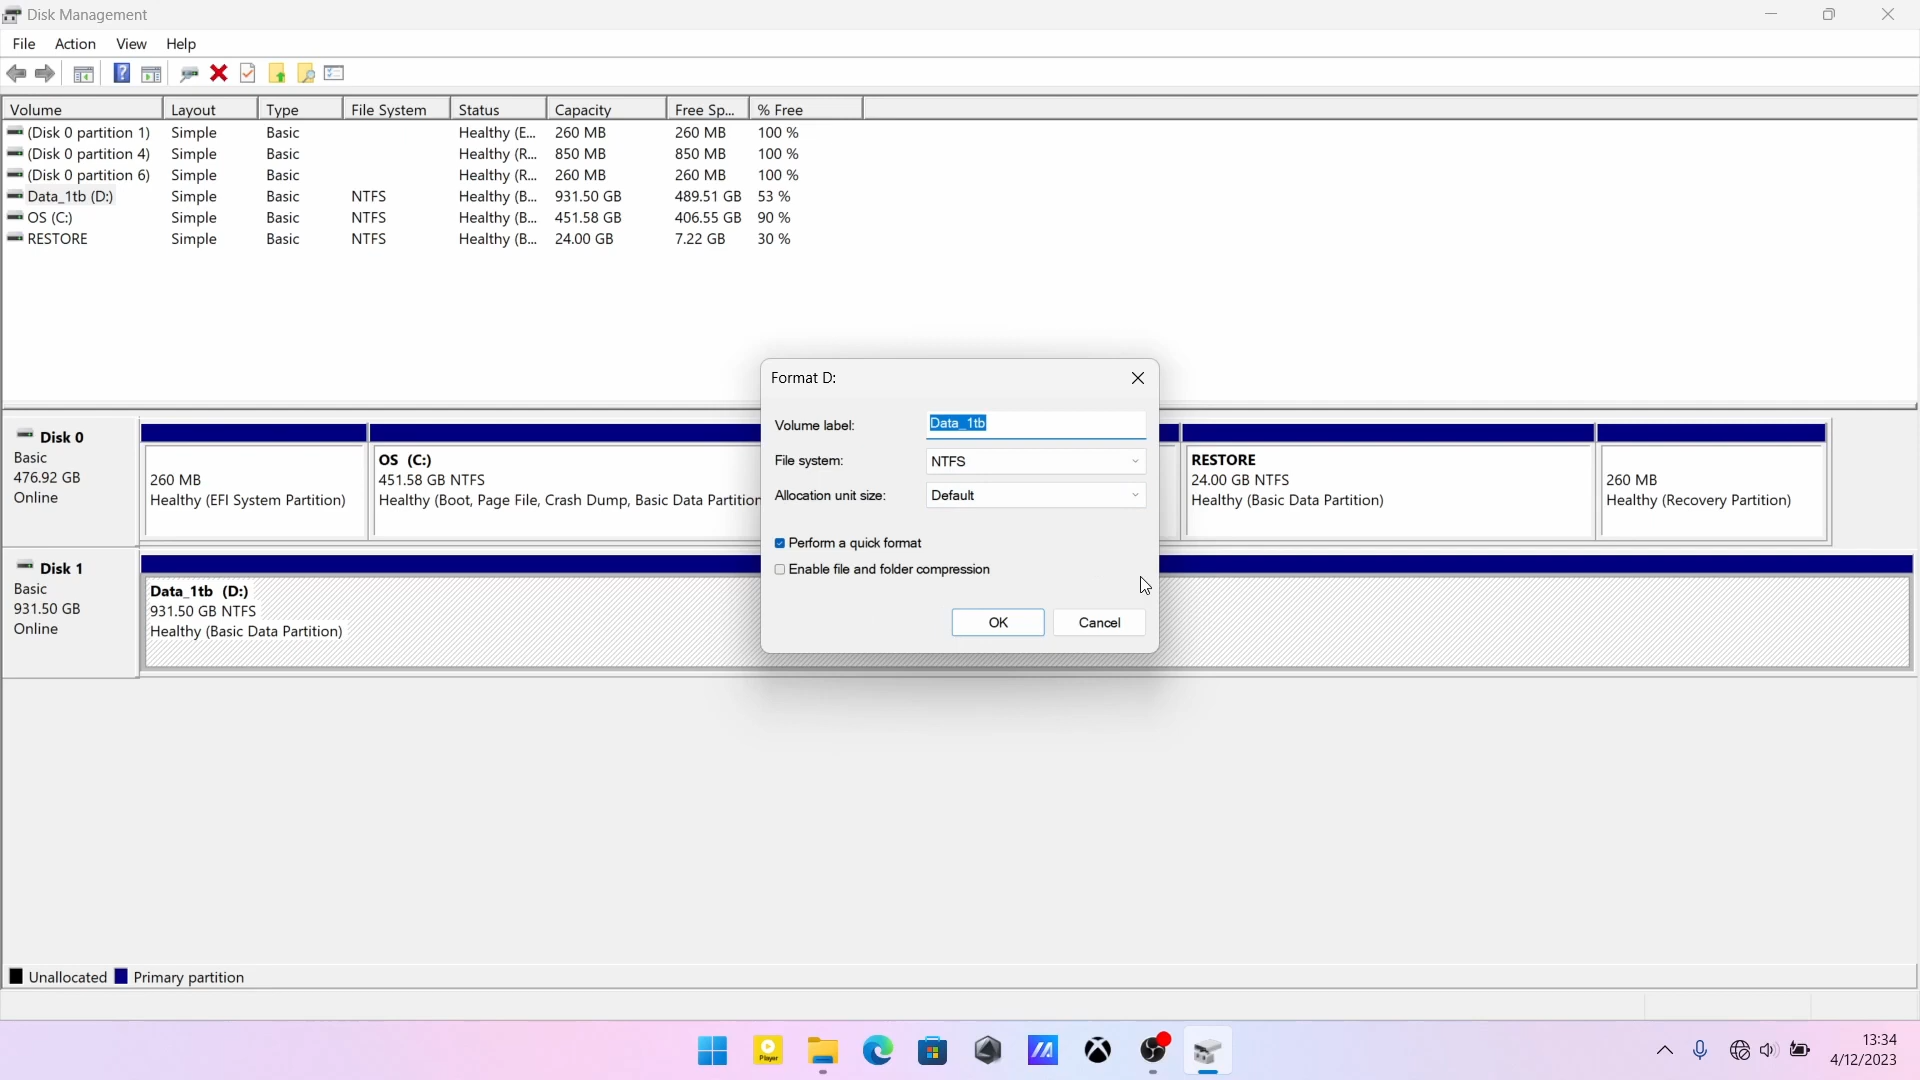 Disk Management
File Action View Help
Volume Layout Type File System Status Capacity Free Sp... % Free
(Disk 0 partition 1) Simple Basic Healthy (E... 260 MB 260 MB 100 %
(Disk 0 partition 4) Simple Basic Healthy (R... 850 MB 850 MB 100 %
(Disk 0 partition 6) Simple Basic Healthy (R... 260 MB 260 MB 100 %
Data_1tb (D:) Simple Basic NTFS Healthy (B... 931.50 GB 489.51 GB 53 %
OS (C:) Simple Basic NTFS Healthy (B... 451.58 GB 406.55 GB 90 %
RESTORE Simple Basic NTFS Healthy (B... 24.00 GB 7.22 GB 30 %
Format D:
Volume label: Data_1tb
File system: NTFS
Allocation unit size: Default
Perform a quick format
Enable file and folder compression
OK Cancel
Disk 0
Basic
476.92 GB
Online
260 MB
Healthy (EFI System Partition)
OS (C:)
451.58 GB NTFS
Healthy (Boot, Page File, Crash Dump, Basic Data Partition
RESTORE
24.00 GB NTFS
Healthy (Basic Data Partition)
260 MB
Healthy (Recovery Partition)
Disk 1
Basic
931.50 GB
Online
Data_1tb (D:)
931.50 GB NTFS
Healthy (Basic Data Partition)
Unallocated Primary partition
Player
13:34
4/12/2023